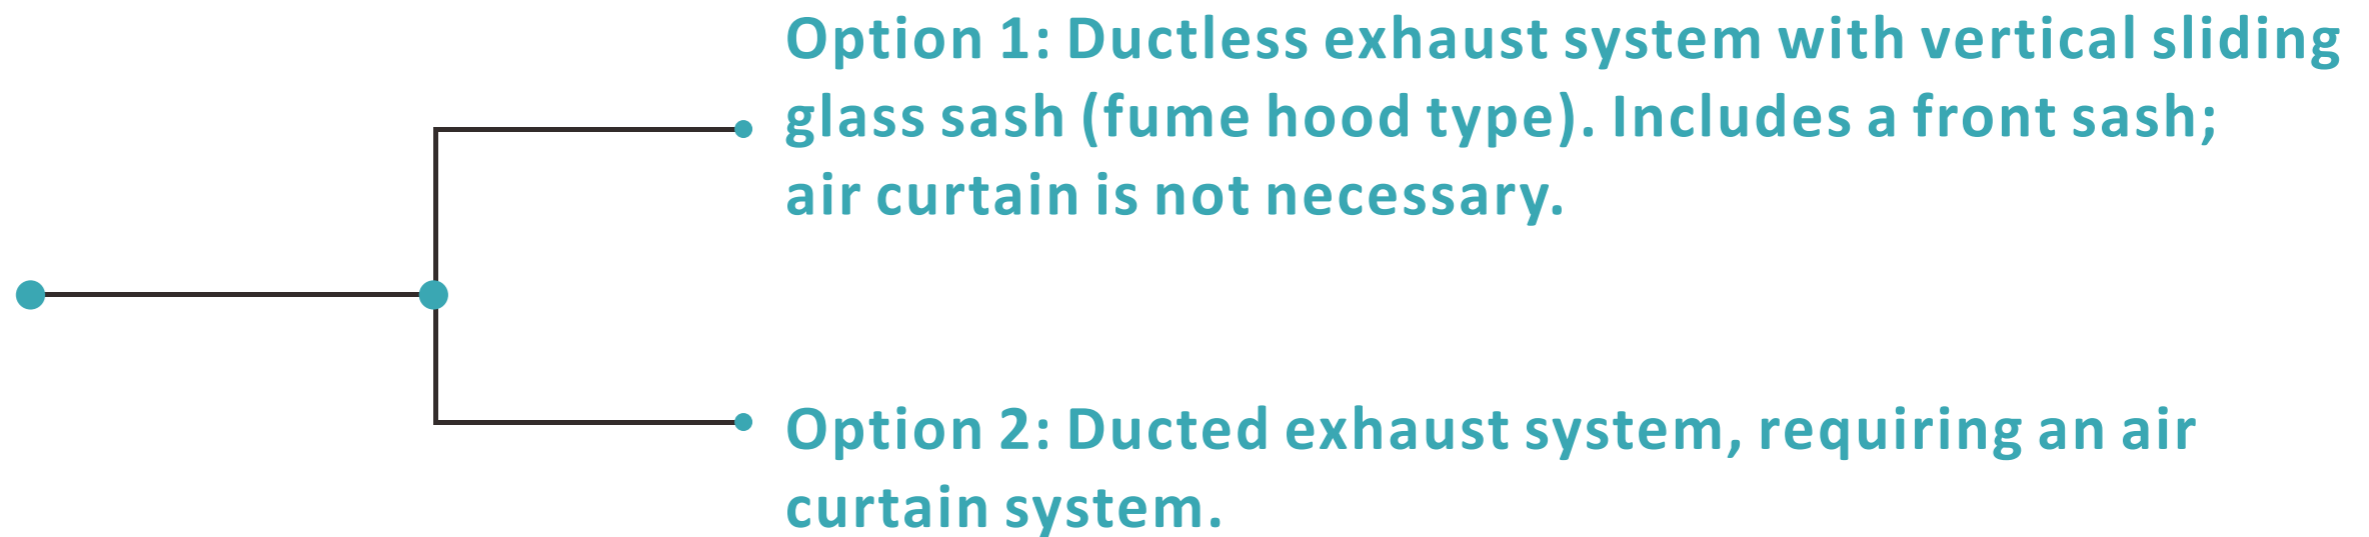 Option 1: Ductless exhaust system with vertical sliding
glass sash (fume hood type). Includes a front sash;
air curtain is not necessary.
Option 2: Ducted exhaust system, requiring an air
curtain system.